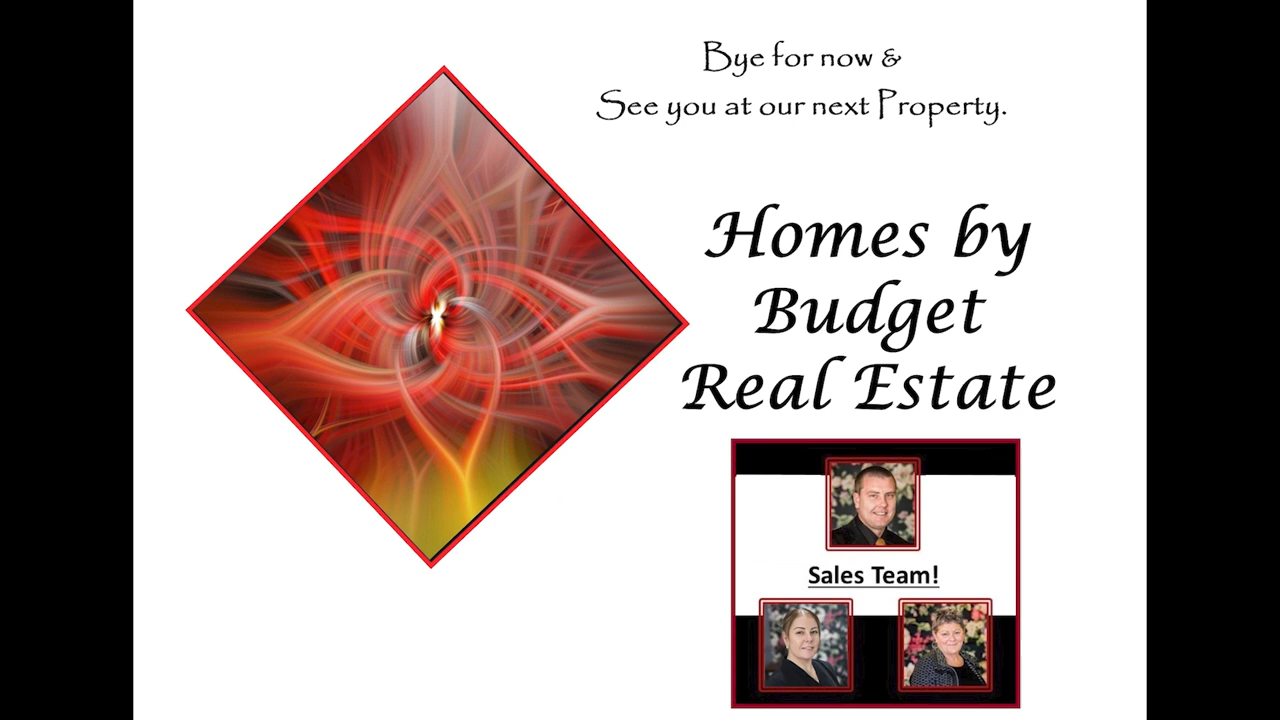 Bye for now &
See you at our next Property.
Homes by
Budget
Real Estate
Sales Team!